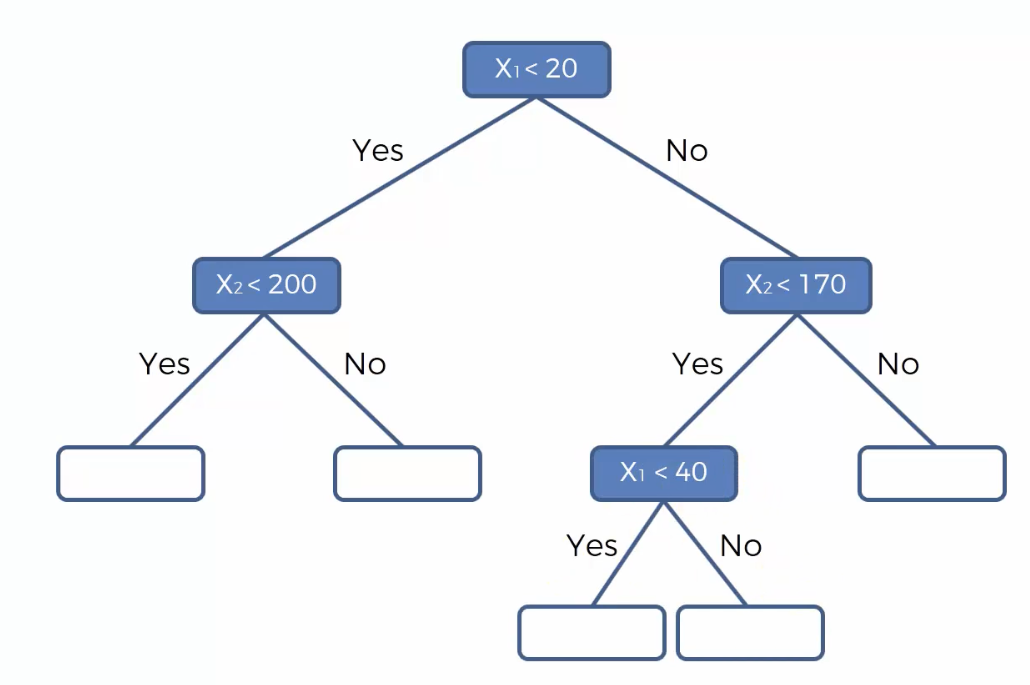 X₁ < 20
Yes
No
X₂ < 200
X₂ < 170
Yes
No
Yes
No
X₁ < 40
Yes
No